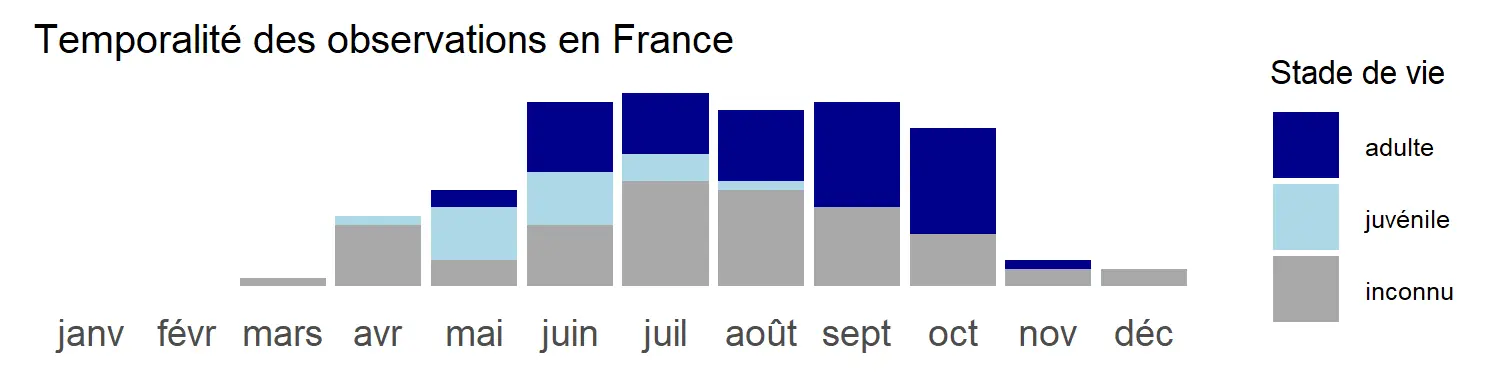 Temporalité des observations en France
Stade de vie
adulte
juvénile
inconnu
janv févr mars avr mai juin juil août sept oct nov déc